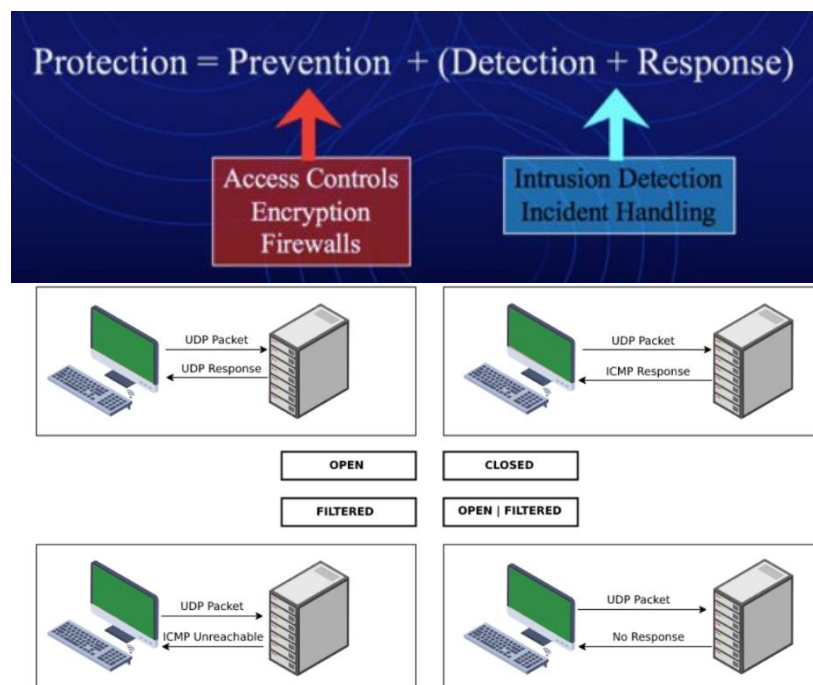 Protection = Prevention + (Detection + Response)
Access Controls
Encryption
Firewalls
Intrusion Detection
Incident Handling
UDP Packet
UDP Response
UDP Packet
ICMP Response
OPEN
CLOSED
FILTERED
OPEN | FILTERED
UDP Packet
ICMP Unreachable
UDP Packet
No Response